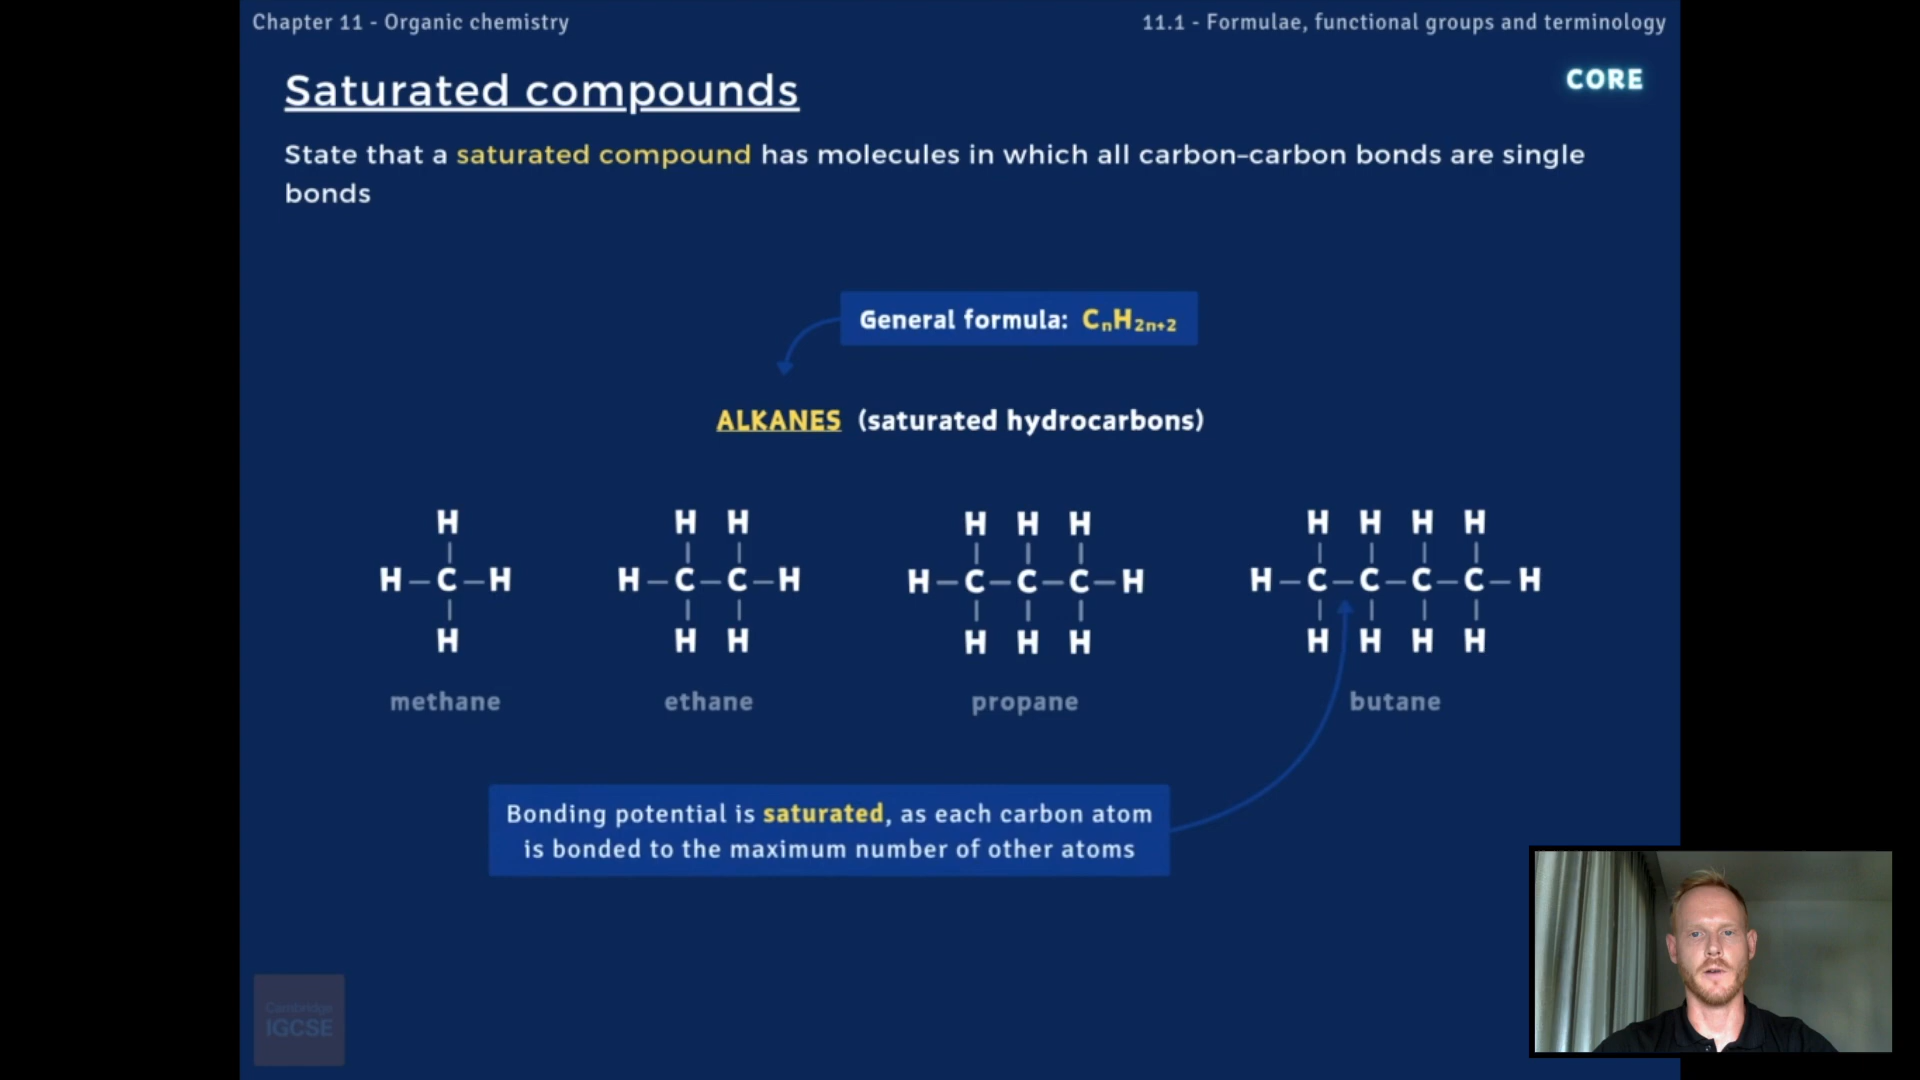 Chapter 11 - Organic chemistry
11.1 - Formulae, functional groups and terminology
Saturated compounds
CORE
State that a saturated compound has molecules in which all carbon–carbon bonds are single
bonds
General formula: CₙH₂ₙ₊₂
ALKANES (saturated hydrocarbons)
H H H H H H H H H H
H – C – H H – C – C – H H – C – C – C – H H – C – C – C – C – H
H H H H H H H H H H
methane ethane propane butane
Bonding potential is saturated, as each carbon atom
is bonded to the maximum number of other atoms
Cambridge
IGCSE